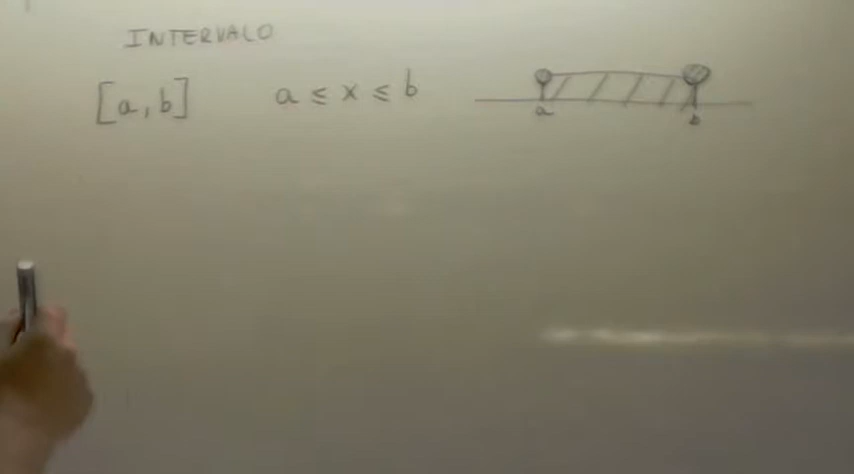 INTERVALO
[a, b] a ≤ x ≤ b
a b